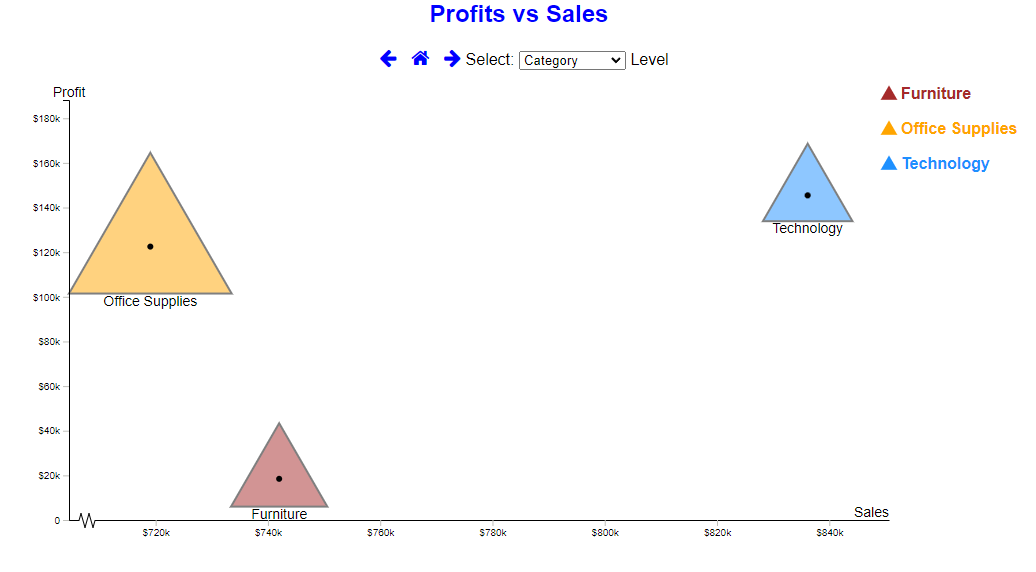 Profits vs Sales
Select: Category Level
Profit
Furniture
Office Supplies
Technology
$180k
$160k
$140k
$120k
$100k
$80k
$60k
$40k
$20k
0
Technology
Office Supplies
Furniture
Sales
$720k $740k $760k $780k $800k $820k $840k